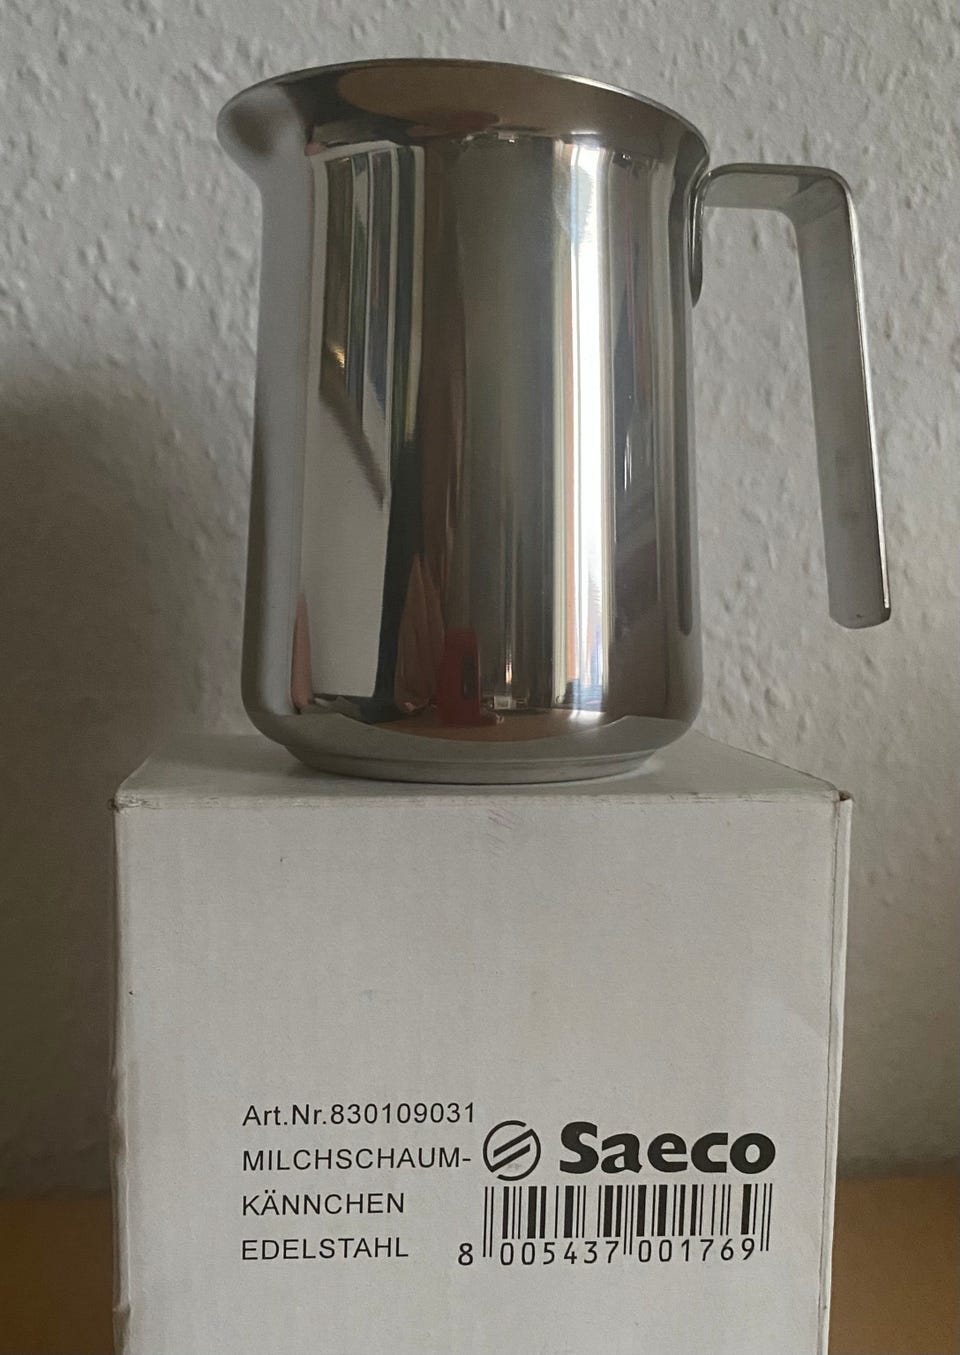 Art.Nr.830109031
MILCHSCHAUM-
KÄNNCHEN
EDELSTAHL
Saeco
8 005437 001769